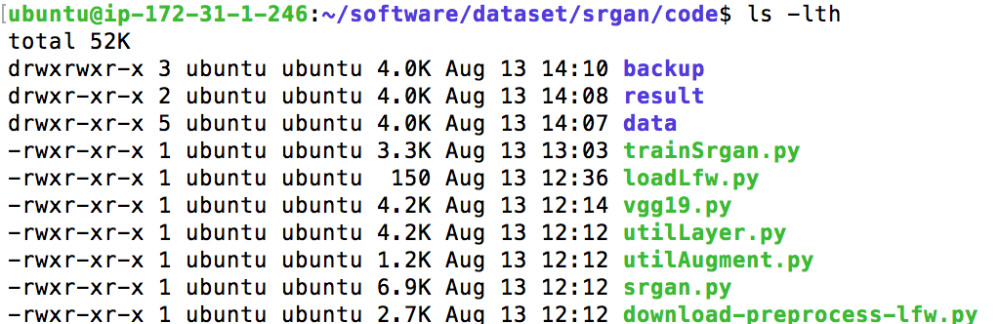 [ubuntu@ip-172-31-1-246:~/software/dataset/srgan/code$ ls -lth
total 52K
drwxrwxr-x 3 ubuntu ubuntu 4.0K Aug 13 14:10 backup
drwxr-xr-x 2 ubuntu ubuntu 4.0K Aug 13 14:08 result
drwxr-xr-x 5 ubuntu ubuntu 4.0K Aug 13 14:07 data
-rwxr-xr-x 1 ubuntu ubuntu 3.3K Aug 13 13:03 trainSrgan.py
-rwxr-xr-x 1 ubuntu ubuntu  150 Aug 13 12:36 loadLfw.py
-rwxr-xr-x 1 ubuntu ubuntu 4.2K Aug 13 12:14 vgg19.py
-rwxr-xr-x 1 ubuntu ubuntu 4.2K Aug 13 12:12 utilLayer.py
-rwxr-xr-x 1 ubuntu ubuntu 1.2K Aug 13 12:12 utilAugment.py
-rwxr-xr-x 1 ubuntu ubuntu 6.9K Aug 13 12:12 srgan.py
-rwxr-xr-x 1 ubuntu ubuntu 2.7K Aug 13 12:12 download-preprocess-lfw.py